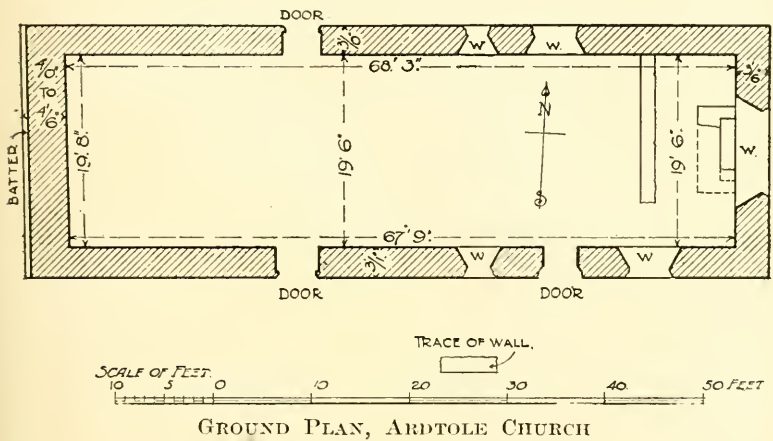 DOOR
W W.
3/10"
68' 3"
4/0" TO 4/6"
3/6"
BATTER
19' 8"
19' 6"
N
S
19' 6"
W.
67' 9"
W W
3/1"
DOOR DOOR
TRACE OF WALL,
SCALE OF FEET.
10 5 0 10 20 30 40 50 FEET
GROUND PLAN, ARDTOLE CHURCH